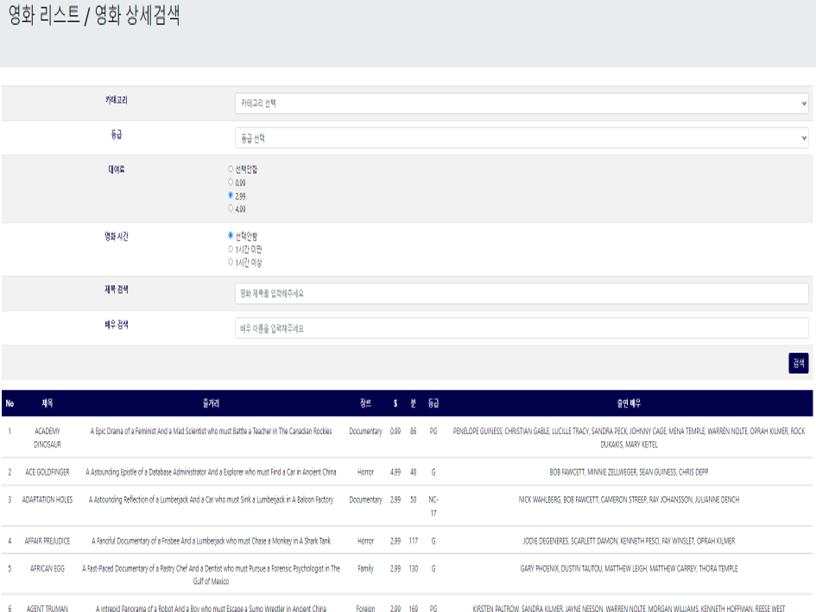 영화 리스트 / 영화 상세검색
카테고리
카테고리 선택
등급
등급 선택
대여료
선택안함
0.99
2.99
4.99
영화 시간
선택안함
1시간 미만
1시간 이상
제목 검색
영화 제목을 입력해주세요
배우 검색
배우 이름을 입력해주세요
검색
No 제목 줄거리 장르 $ 분 등급 출연 배우
1 ACADEMY DINOSAUR A Epic Drama of a Feminist And a Mad Scientist who must Battle a Teacher in The Canadian Rockies Documentary 0.99 86 PG PENELOPE GUINESS, CHRISTIAN GABLE, LUCILLE TRACY, SANDRA PECK, JOHNNY CAGE, MENA TEMPLE, WARREN NOLTE, OPRAH KILMER, ROCK DUKAKIS, MARY KEITEL
2 ACE GOLDFINGER A Astounding Epistle of a Database Administrator And a Explorer who must Find a Car in Ancient China Horror 4.99 48 G BOB FAWCETT, MINNIE ZELLWEGER, SEAN GUINESS, CHRIS DEPP
3 ADAPTATION HOLES A Astounding Reflection of a Lumberjack And a Car who must Sink a Lumberjack in A Baloon Factory Documentary 2.99 50 NC-17 NICK WAHLBERG, BOB FAWCETT, CAMERON STREEP, RAY JOHANSSON, JULIANNE DENCH
4 AFFAIR PREJUDICE A Fanciful Documentary of a Frisbee And a Lumberjack who must Chase a Monkey in A Shark Tank Horror 2.99 117 G JODIE DEGENERES, SCARLETT DAMON, KENNETH PESCI, FAY WINSLET, OPRAH KILMER
5 AFRICAN EGG A Fast-Paced Documentary of a Pastry Chef And a Dentist who must Pursue a Forensic Psychologist in The Gulf of Mexico Family 2.99 130 G GARY PHOENIX, DUSTIN TAUTOU, MATTHEW LEIGH, MATTHEW CARREY, THORA TEMPLE
6 AGENT TRUMAN A Intrepid Panorama of a Robot And a Boy who must Escape a Sumo Wrestler in Ancient China Foreign 2.99 169 PG KIRSTEN PALTROW, SANDRA KILMER, JAYNE NEESON, WARREN NOLTE, MORGAN WILLIAMS, KENNETH HOFFMAN, REESE WEST